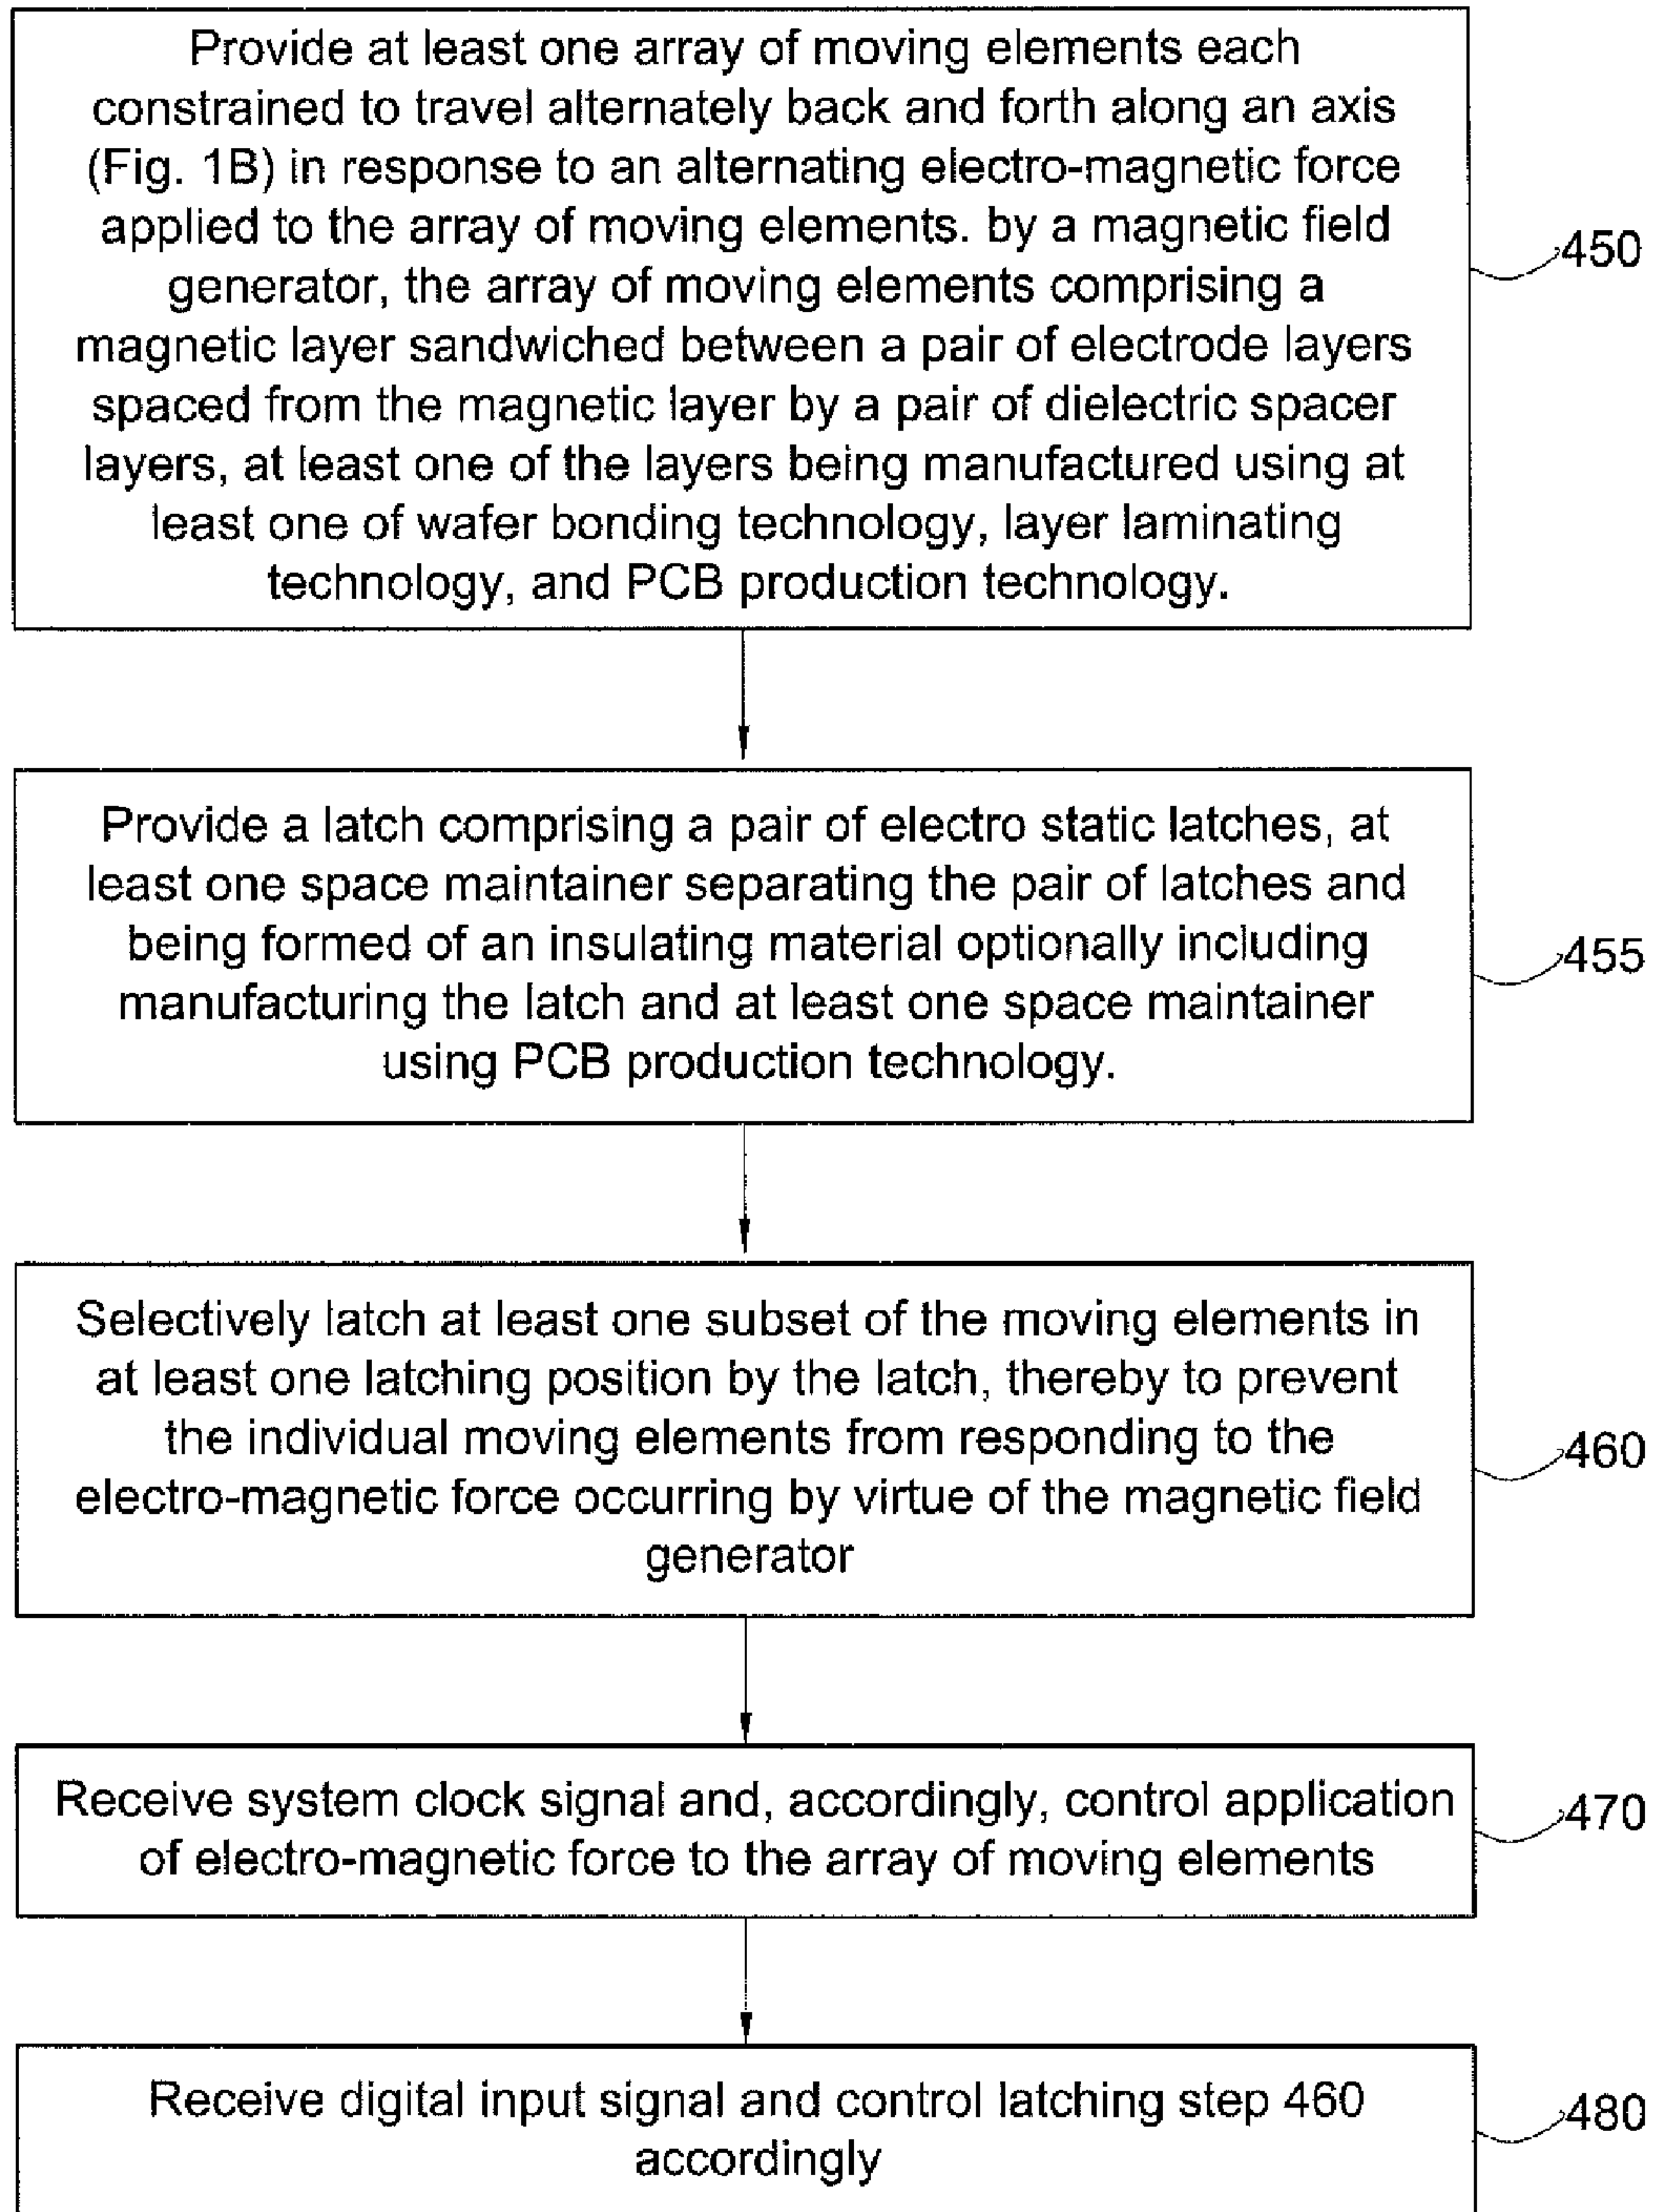 Provide at least one array of moving elements each
constrained to travel alternately back and forth along an axis
(Fig. 1B) in response to an alternating electro-magnetic force
applied to the array of moving elements. by a magnetic field
generator, the array of moving elements comprising a
magnetic layer sandwiched between a pair of electrode layers
spaced from the magnetic layer by a pair of dielectric spacer
layers, at least one of the layers being manufactured using at
least one of wafer bonding technology, layer laminating
technology, and PCB production technology.
450
Provide a latch comprising a pair of electro static latches, at
least one space maintainer separating the pair of latches and
being formed of an insulating material optionally including
manufacturing the latch and at least one space maintainer
using PCB production technology.
455
Selectively latch at least one subset of the moving elements in
at least one latching position by the latch, thereby to prevent
the individual moving elements from responding to the
electro-magnetic force occurring by virtue of the magnetic field
generator
460
Receive system clock signal and, accordingly, control application
of electro-magnetic force to the array of moving elements
470
Receive digital input signal and control latching step 460
accordingly
480